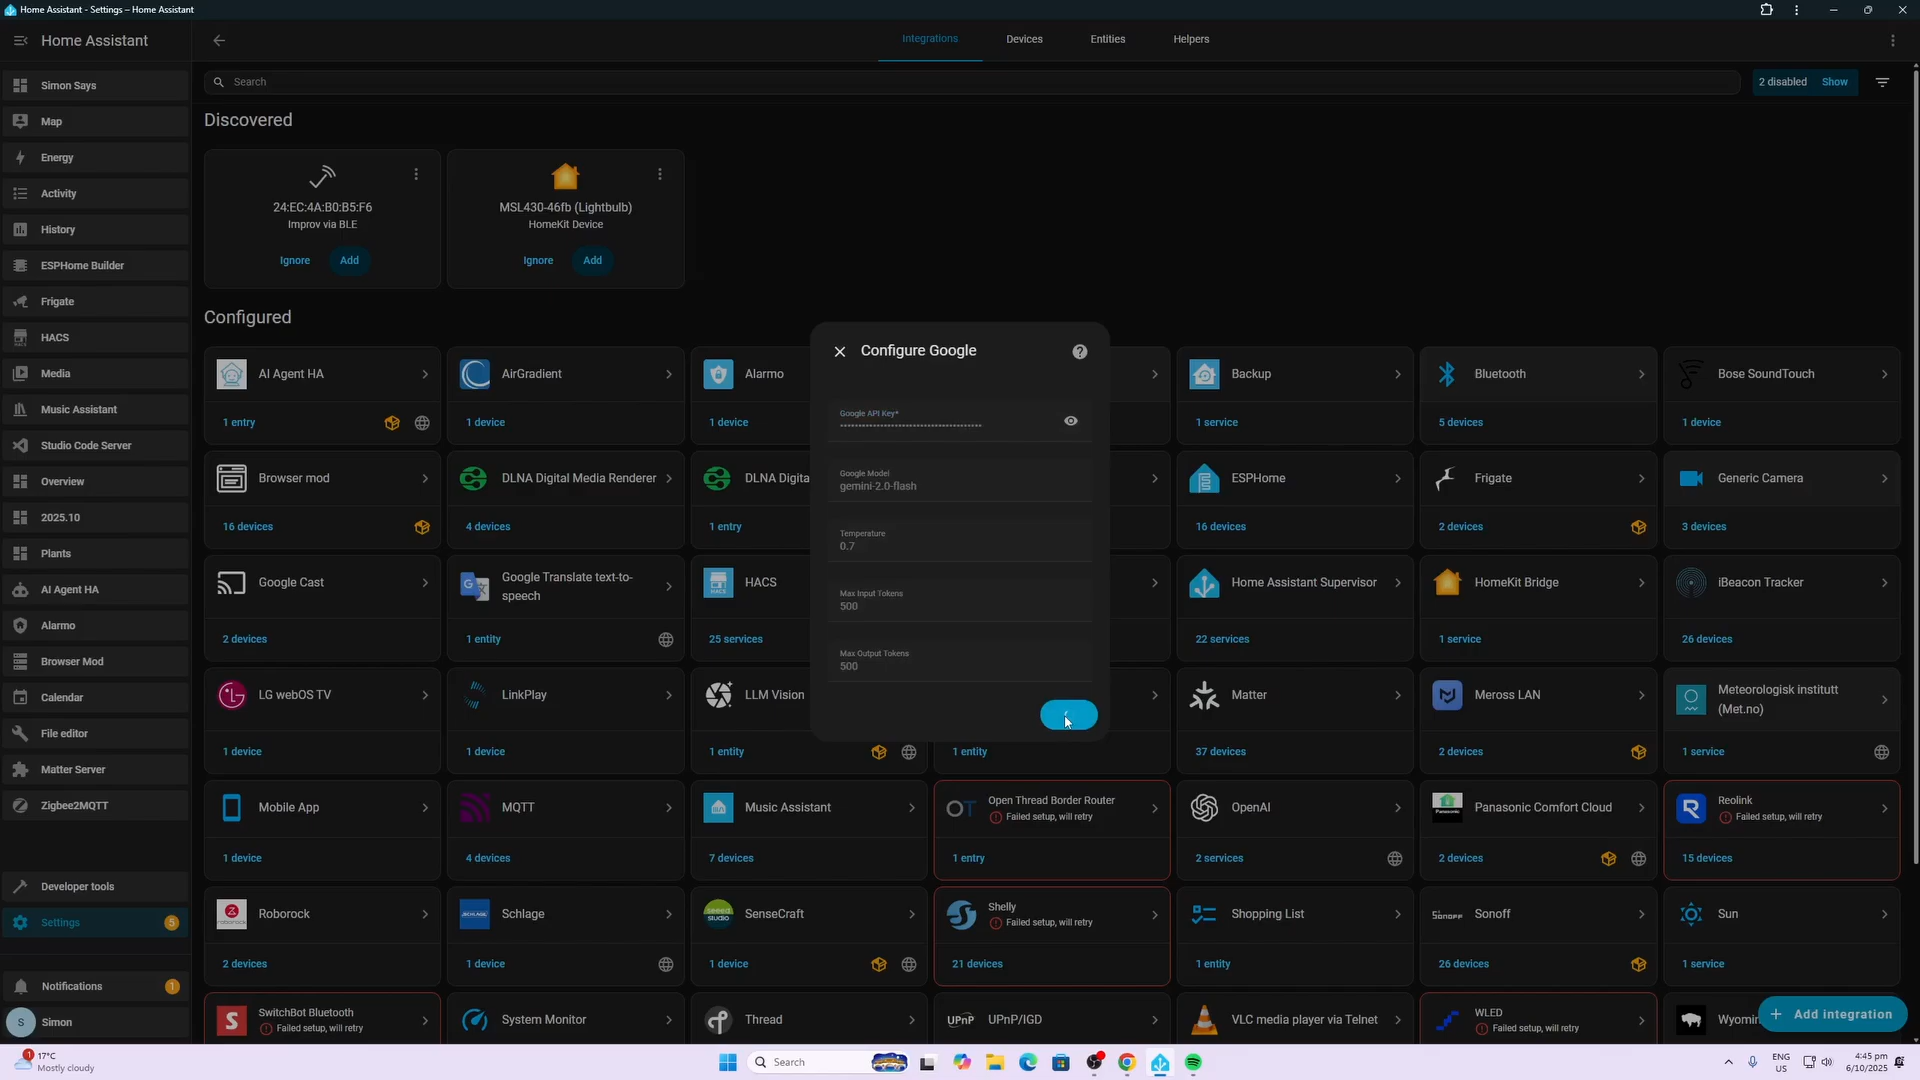 Home Assistant - Settings – Home Assistant
Home Assistant
Integrations
Devices
Entities
Helpers
Search
2 disabled
Show
Simon Says
Map
Energy
Activity
History
ESPHome Builder
Frigate
HACS
Media
Music Assistant
Studio Code Server
Overview
2025.10
Plants
AI Agent HA
Alarmo
Browser Mod
Calendar
File editor
Matter Server
Zigbee2MQTT
Developer tools
Settings
5
Notifications
1
S
Simon
Discovered
24:EC:4A:B0:B5:F6
Improv via BLE
Ignore
Add
MSL430-46fb (Lightbulb)
HomeKit Device
Ignore
Add
Configured
AI Agent HA
1 entry
AirGradient
1 device
Alarmo
1 device
Backup
1 service
Bluetooth
5 devices
Bose SoundTouch
1 device
Browser mod
16 devices
DLNA Digital Media Renderer
4 devices
DLNA Digita
1 entry
ESPHome
16 devices
Frigate
2 devices
Generic Camera
3 devices
Google Cast
2 devices
Google Translate text-to-
speech
1 entity
HACS
25 services
Home Assistant Supervisor
22 services
HomeKit Bridge
1 service
iBeacon Tracker
26 devices
LG webOS TV
1 device
LinkPlay
1 device
LLM Vision
1 entity
1 entity
Matter
37 devices
Meross LAN
2 devices
Meteorologisk institutt
(Met.no)
1 service
Mobile App
1 device
MQTT
4 devices
Music Assistant
7 devices
OT
Open Thread Border Router
Failed setup, will retry
1 entry
OpenAI
2 services
Panasonic Comfort Cloud
2 devices
Reolink
Failed setup, will retry
15 devices
Roborock
2 devices
SCHLAGE
Schlage
1 device
seeed
studio
SenseCraft
1 device
Shelly
Failed setup, will retry
21 devices
Shopping List
1 entity
SONOFF
Sonoff
26 devices
Sun
1 service
SwitchBot Bluetooth
Failed setup, will retry
System Monitor
Thread
UPnP
UPnP/IGD
VLC media player via Telnet
WLED
Failed setup, will retry
Wyomin
Add integration
Configure Google
Google API Key*
Google Model
gemini-2.0-flash
Temperature
0.7
Max Input Tokens
500
Max Output Tokens
500
1
17°C
Mostly cloudy
Search
ENG
US
4:45 pm
6/10/2025